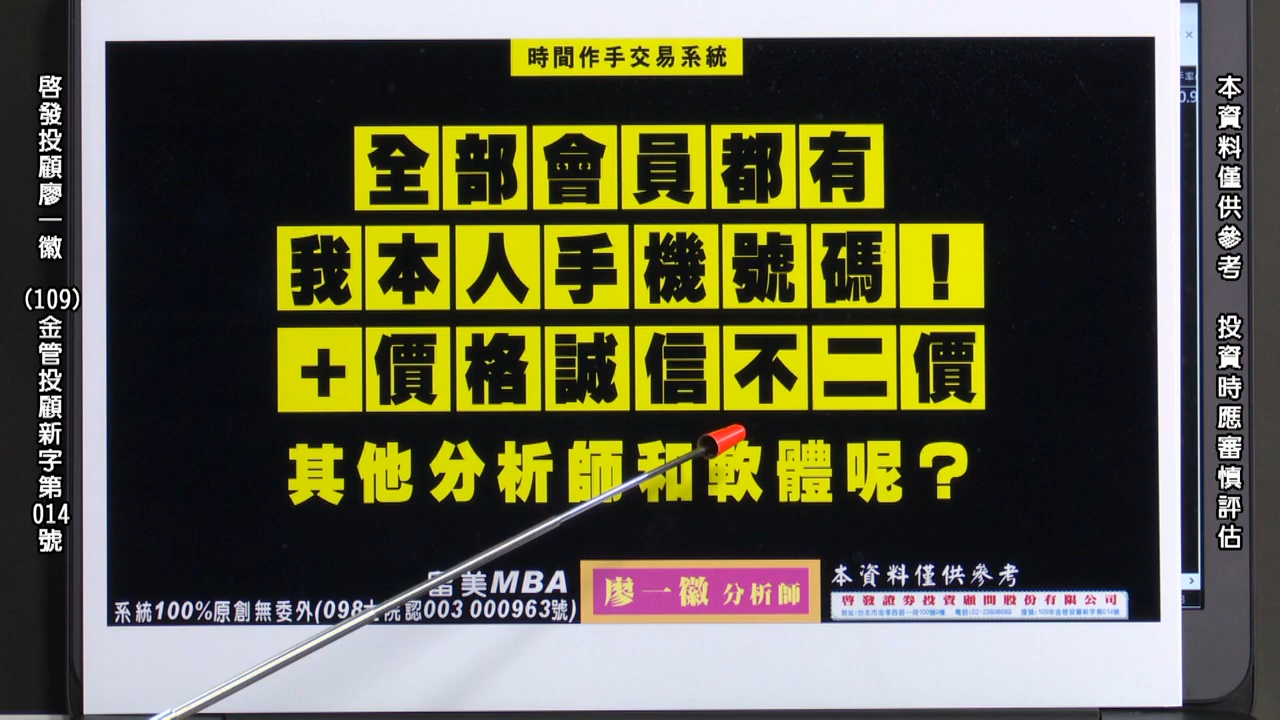 時間作手交易系統
全部會員都有
我本人手機號碼！
＋價格誠信不二價
其他分析師和軟體呢？
富美MBA
系統100%原創無委外(098士院認003 000963號)
廖一徽 分析師
本資料僅供參考
啓發證券投資顧問股份有限公司
啓發投顧廖一徽 (109)金管投顧新字第014號
本資料僅供參考 投資時應審慎評估